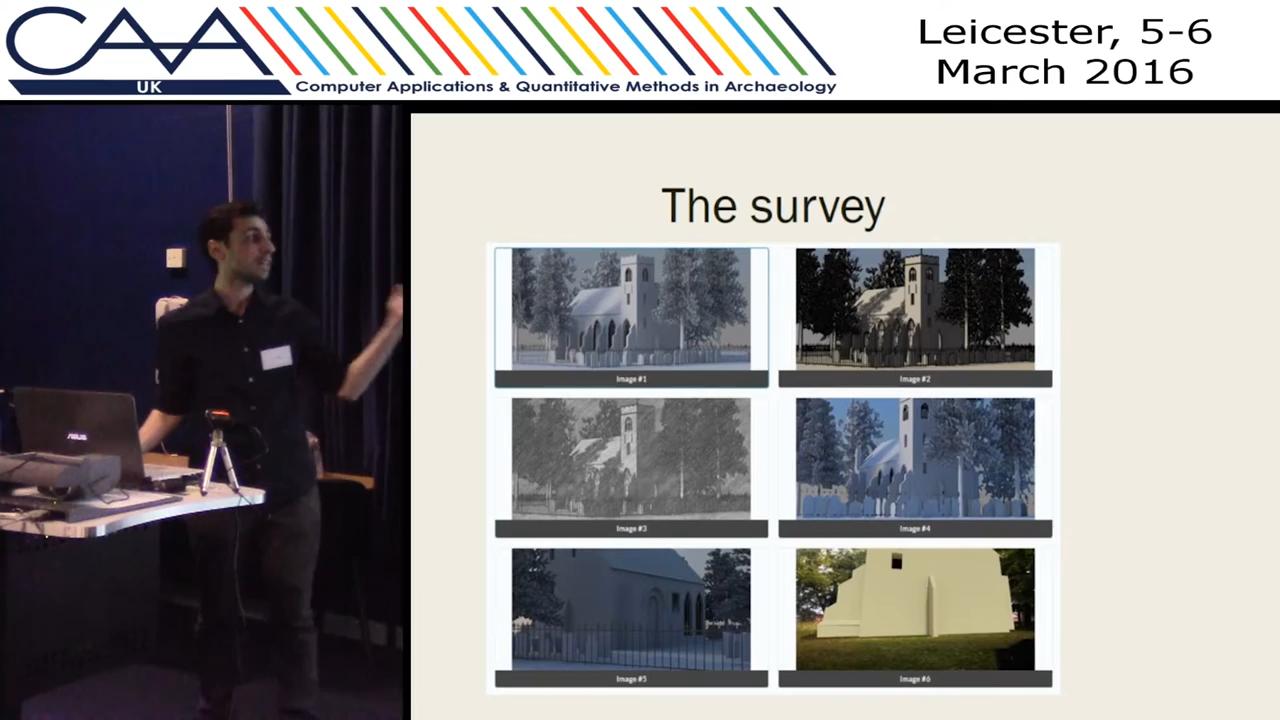 CAA
UK
Computer Applications & Quantitative Methods in Archaeology
Leicester, 5-6
March 2016
The survey
Image #1
Image #2
Image #3
Image #4
Image #5
Image #6
ASUS